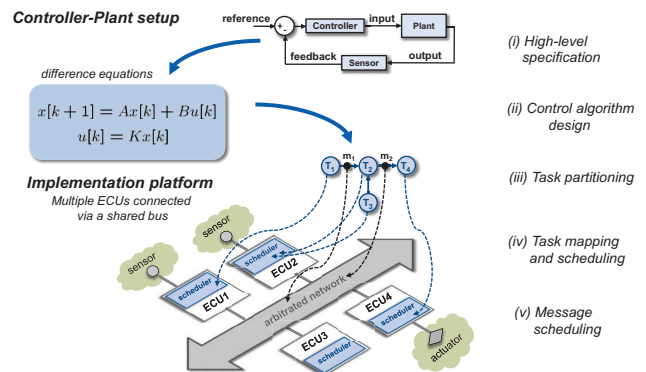 Controller-Plant setup
reference
+
-
Controller
input
Plant
feedback
Sensor
output
(i) High-level
specification
difference equations
x[k + 1] = Ax[k] + Bu[k]
u[k] = Kx[k]
(ii) Control algorithm
design
T1
m1
T2
m2
T4
T3
(iii) Task partitioning
Implementation platform
Multiple ECUs connected
via a shared bus
sensor
sensor
scheduler
ECU2
scheduler
ECU1
arbitrated network
scheduler
ECU4
ECU3
scheduler
actuator
(iv) Task mapping
and scheduling
(v) Message
scheduling